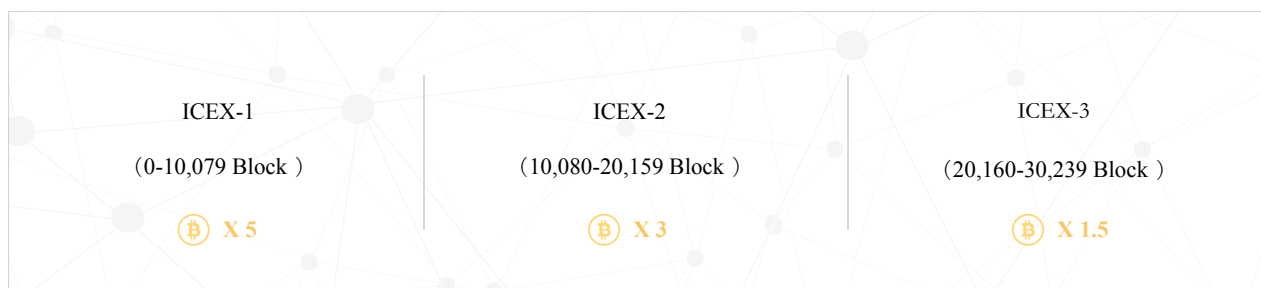 ICEX-1
（0-10,079 Block ）
X 5
ICEX-2
（10,080-20,159 Block ）
X 3
ICEX-3
（20,160-30,239 Block ）
X 1.5